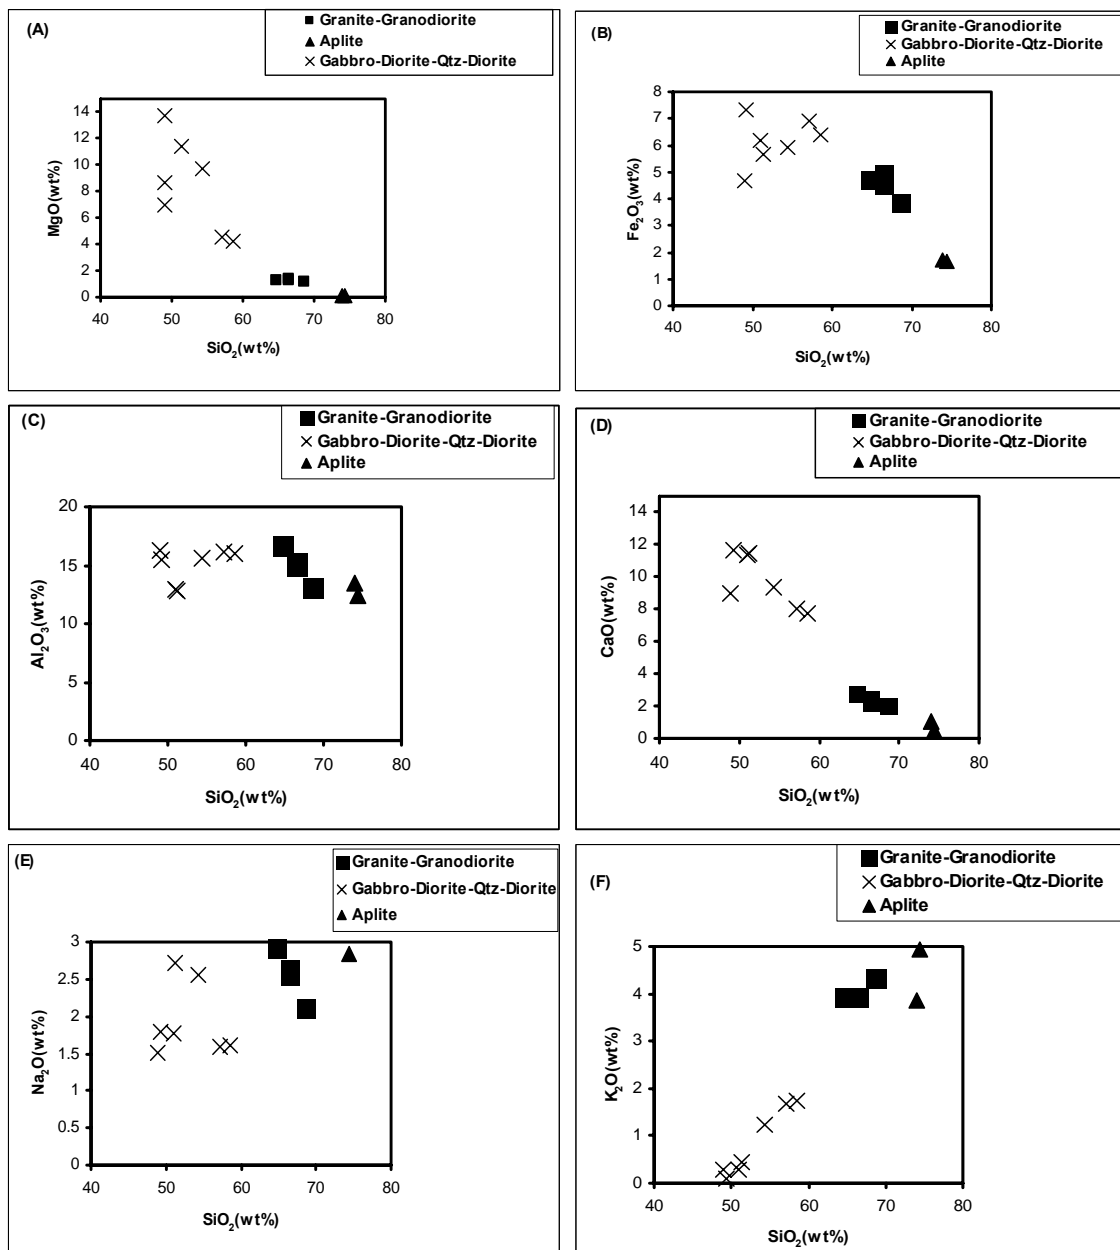 (A)
Granite-Granodiorite
Aplite
Gabbro-Diorite-Qtz-Diorite
14
12
10
8
6
4
2
0
MgO(wt%)
40 50 60 70 80
SiO₂(wt%)
(B)
Granite-Granodiorite
Gabbro-Diorite-Qtz-Diorite
Aplite
8
7
6
5
4
3
2
1
0
Fe₂O₃(wt%)
40 50 60 70 80
SiO₂(wt%)
(C)
Granite-Granodiorite
Gabbro-Diorite-Qtz-Diorite
Aplite
20
15
10
5
0
Al₂O₃(wt%)
40 50 60 70 80
SiO₂(wt%)
(D)
Granite-Granodiorite
Gabbro-Diorite-Qtz-Diorite
Aplite
14
12
10
8
6
4
2
0
CaO(wt%)
40 50 60 70 80
SiO₂(wt%)
(E)
Granite-Granodiorite
Gabbro-Diorite-Qtz-Diorite
Aplite
3
2.5
2
1.5
1
0.5
0
Na₂O(wt%)
40 50 60 70 80
SiO₂(wt%)
(F)
Granite-Granodiorite
Gabbro-Diorite-Qtz-Diorite
Aplite
5
4
3
2
1
0
K₂O(wt%)
40 50 60 70 80
SiO₂(wt%)